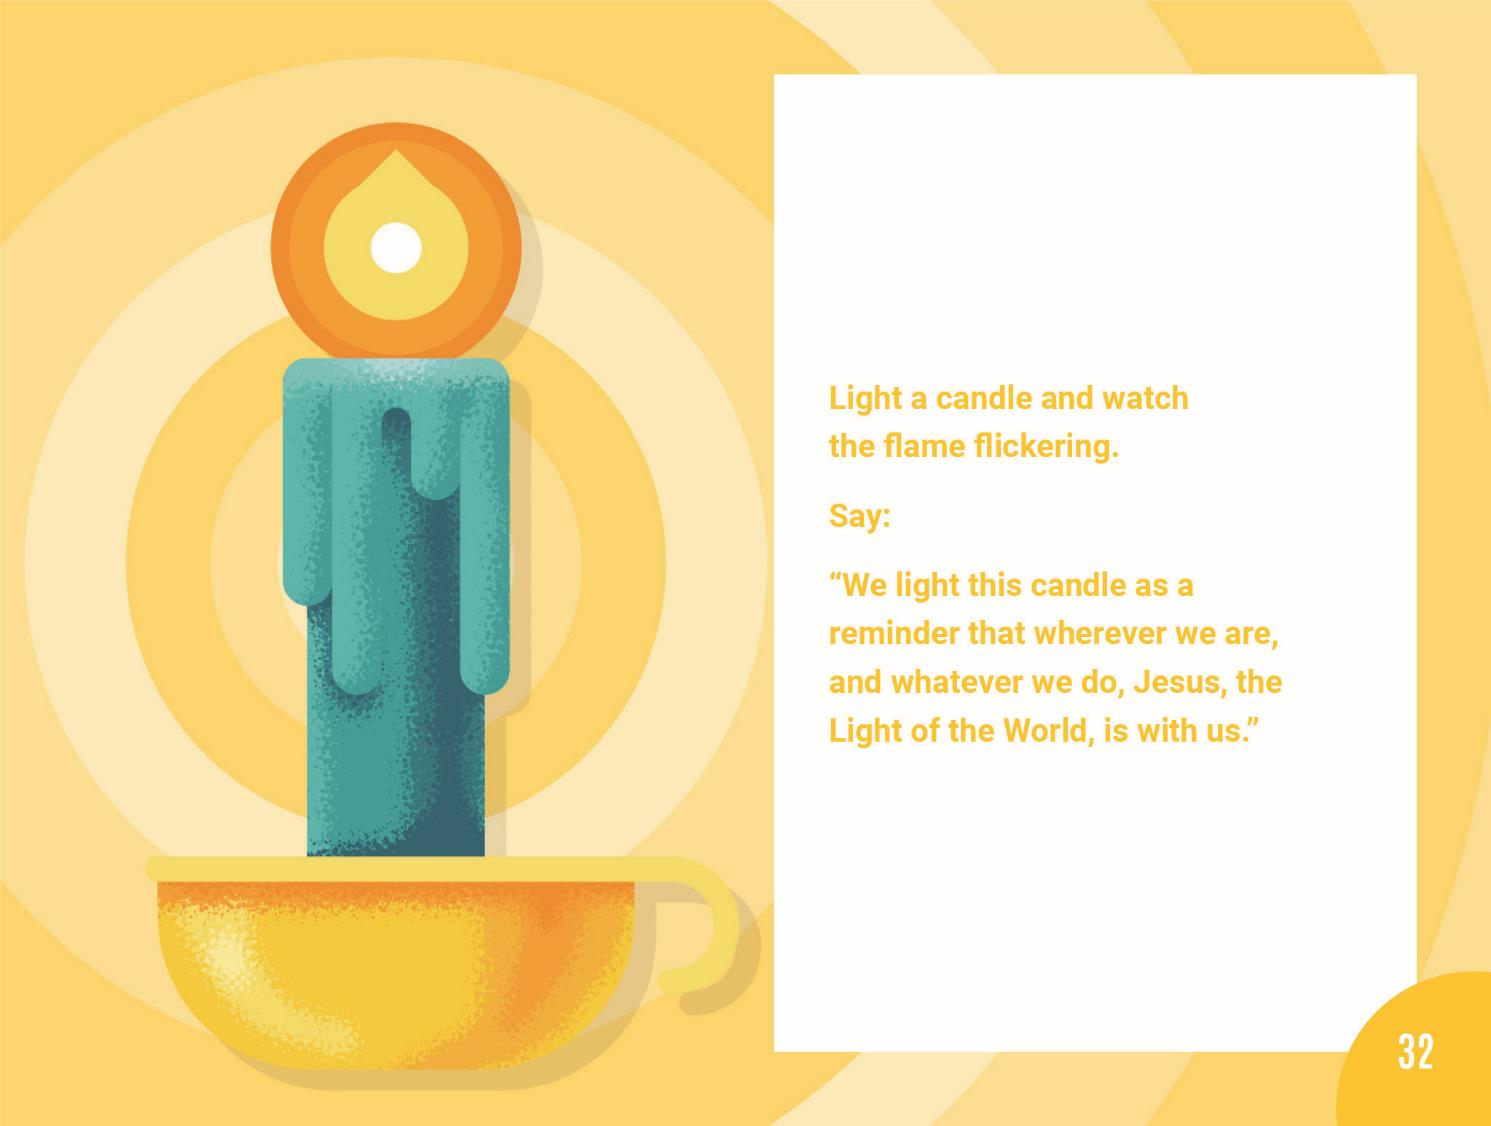 Light a candle and watch
the flame flickering.
Say:
“We light this candle as a
reminder that wherever we are,
and whatever we do, Jesus, the
Light of the World, is with us.”
32